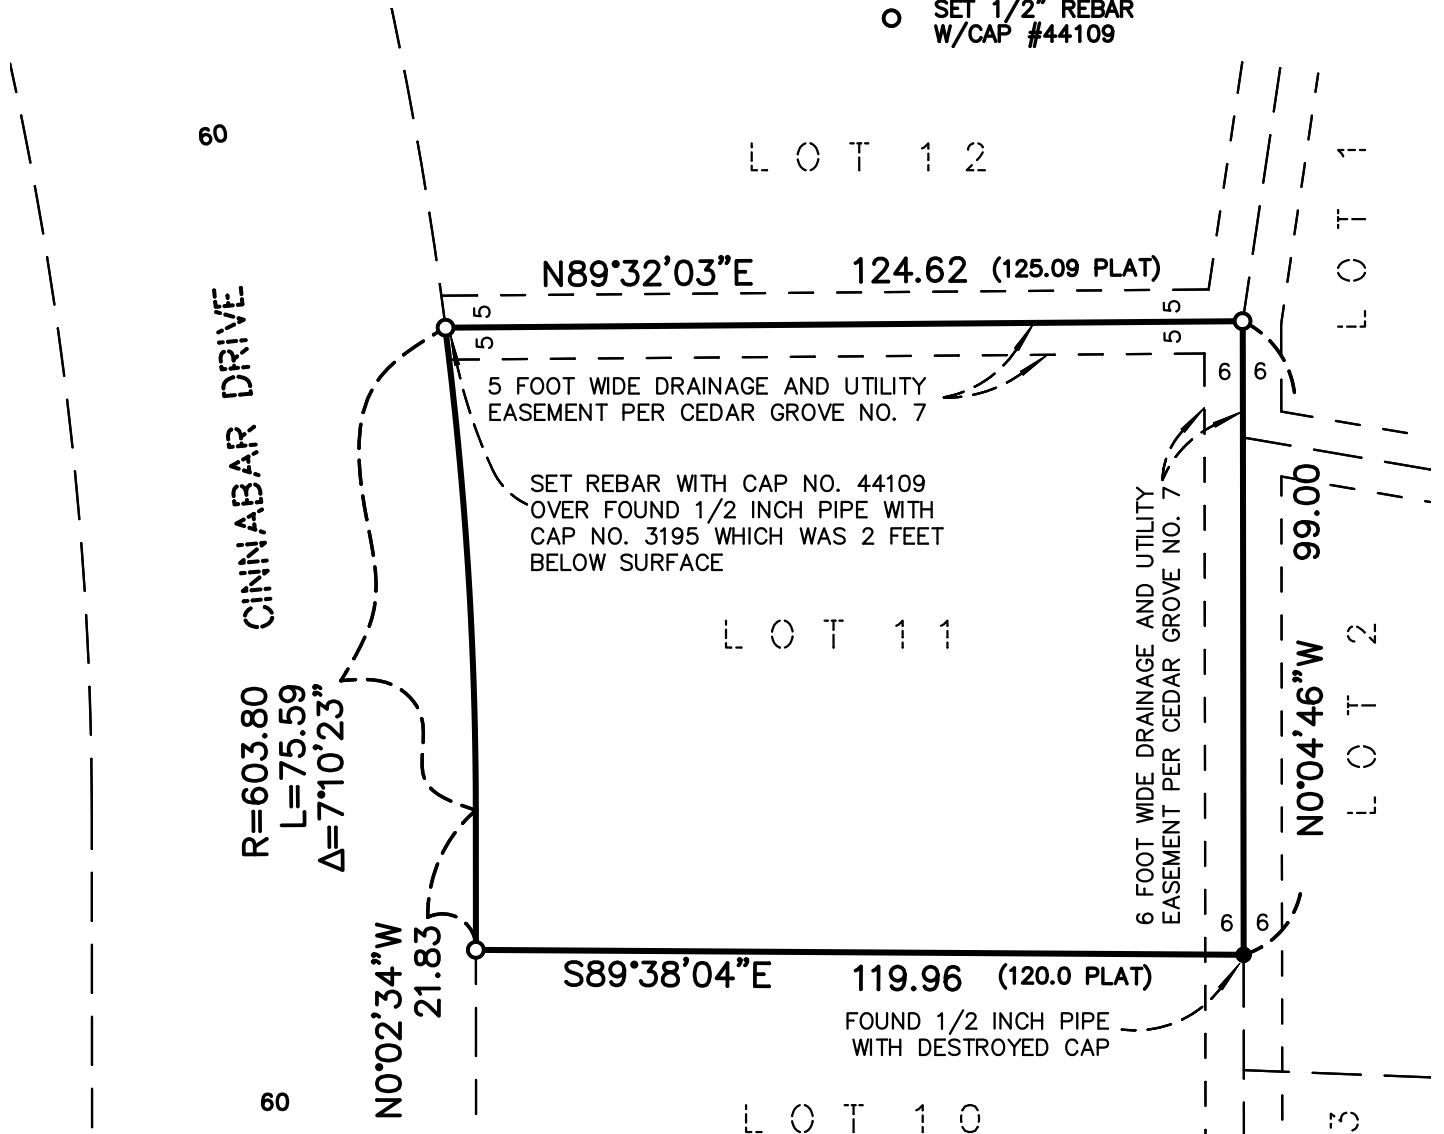 SET 1/2" REBAR
W/CAP #44109
60
LOT 12
LOT 1
N89°32'03"E 124.62 (125.09 PLAT)
5
5
5
5
CINNABAR DRIVE
5 FOOT WIDE DRAINAGE AND UTILITY
EASEMENT PER CEDAR GROVE NO. 7
6 6
SET REBAR WITH CAP NO. 44109
OVER FOUND 1/2 INCH PIPE WITH
CAP NO. 3195 WHICH WAS 2 FEET
BELOW SURFACE
6 FOOT WIDE DRAINAGE AND UTILITY
EASEMENT PER CEDAR GROVE NO. 7
N0°04'46"W 99.00
LOT 11
LOT 2
R=603.80
L=75.59
Δ=7°10'23"
N0°02'34"W
21.83
6 6
S89°38'04"E 119.96 (120.0 PLAT)
FOUND 1/2 INCH PIPE
WITH DESTROYED CAP
60
LOT 10
3